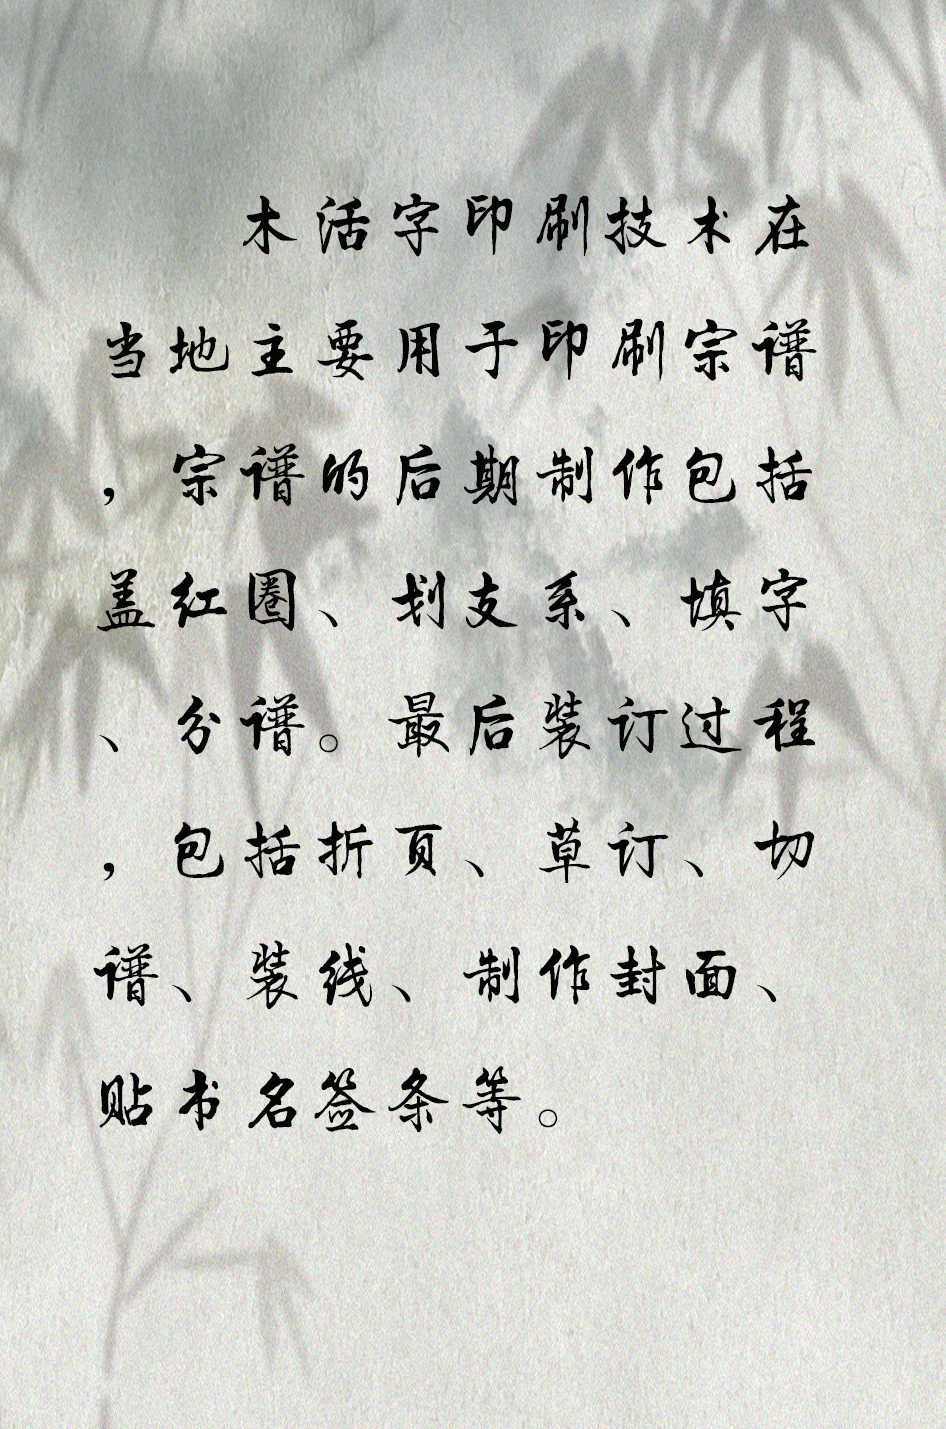 木活字印刷技术在
当地主要用于印刷宗谱
，宗谱的后期制作包括
盖红圈、划支系、填字
、分谱。最后装订过程
，包括折页、草订、切
谱、装线、制作封面、
贴书名签条等。